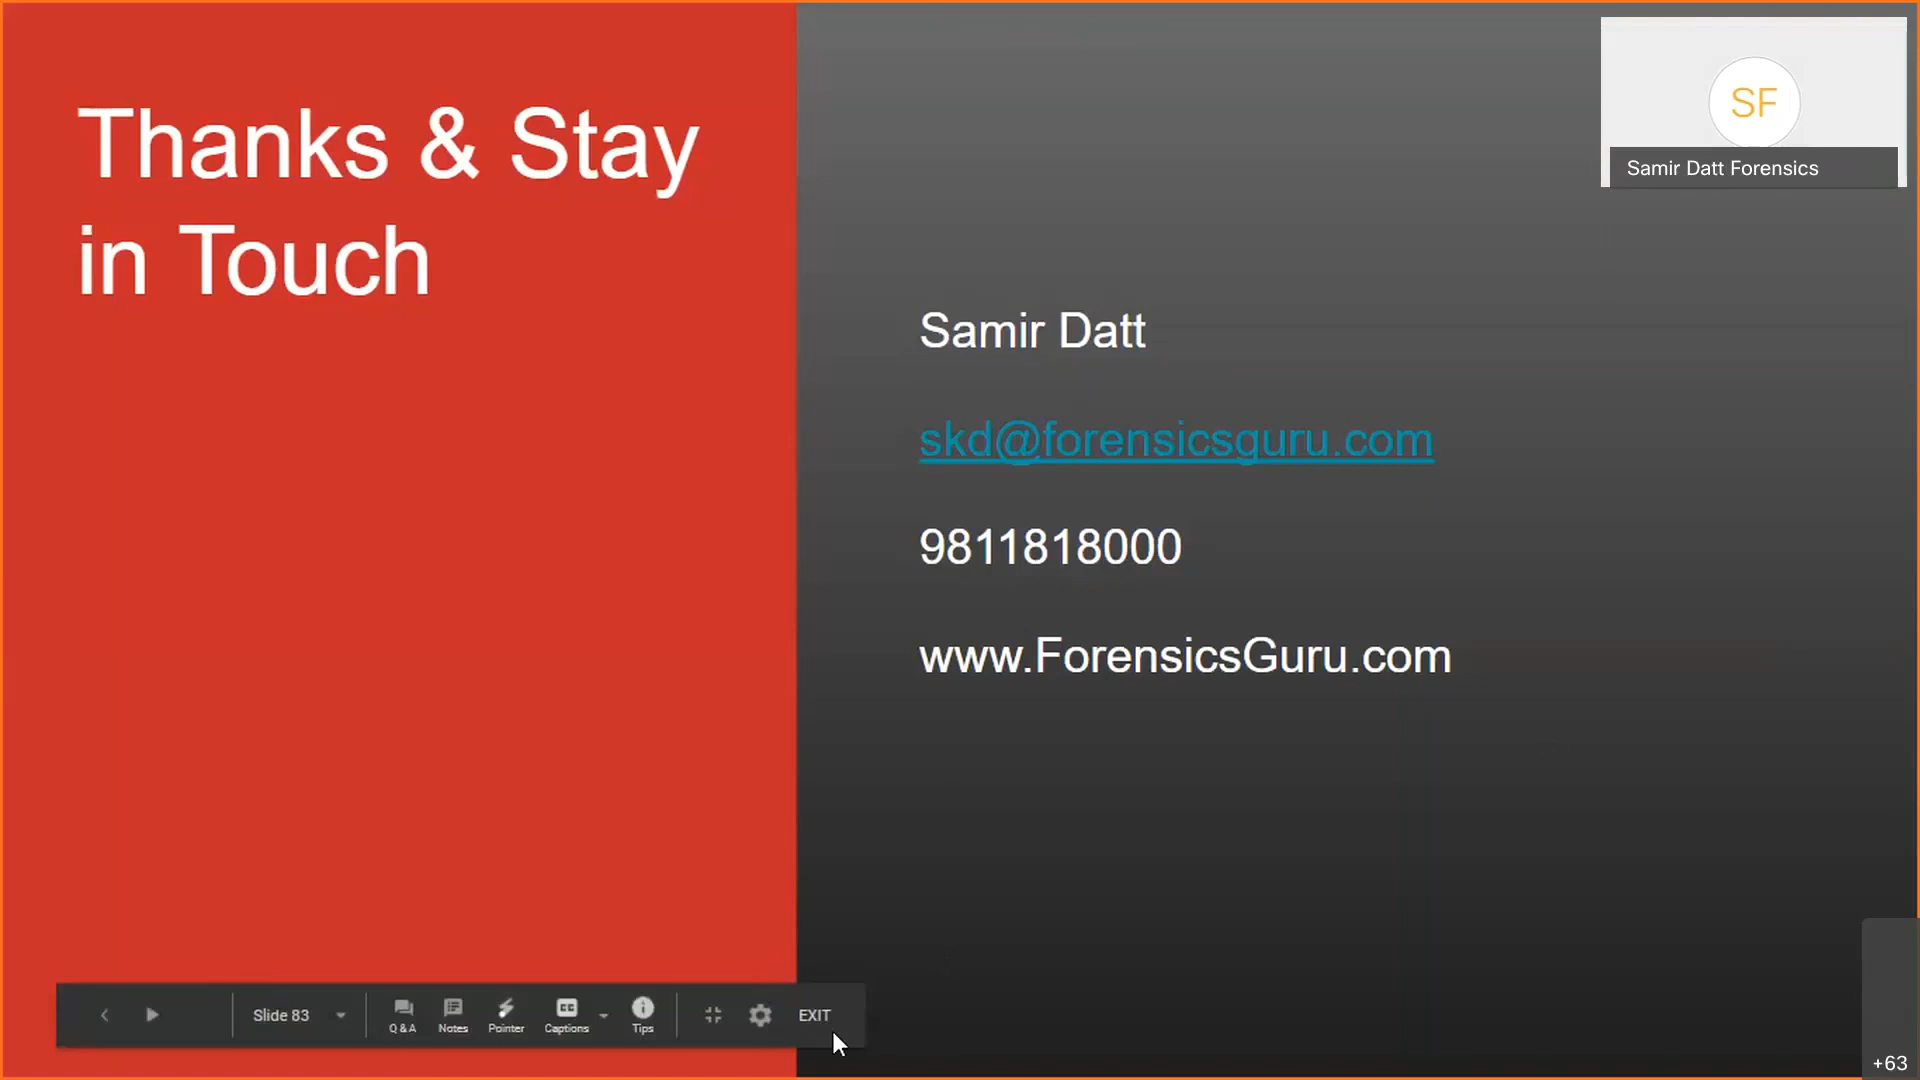 Thanks & Stay
in Touch
SF
Samir Datt Forensics
Samir Datt
skd@forensicsguru.com
9811818000
www.ForensicsGuru.com
Slide 83
Q & A
Notes
Pointer
CC
Captions
Tips
EXIT
+63